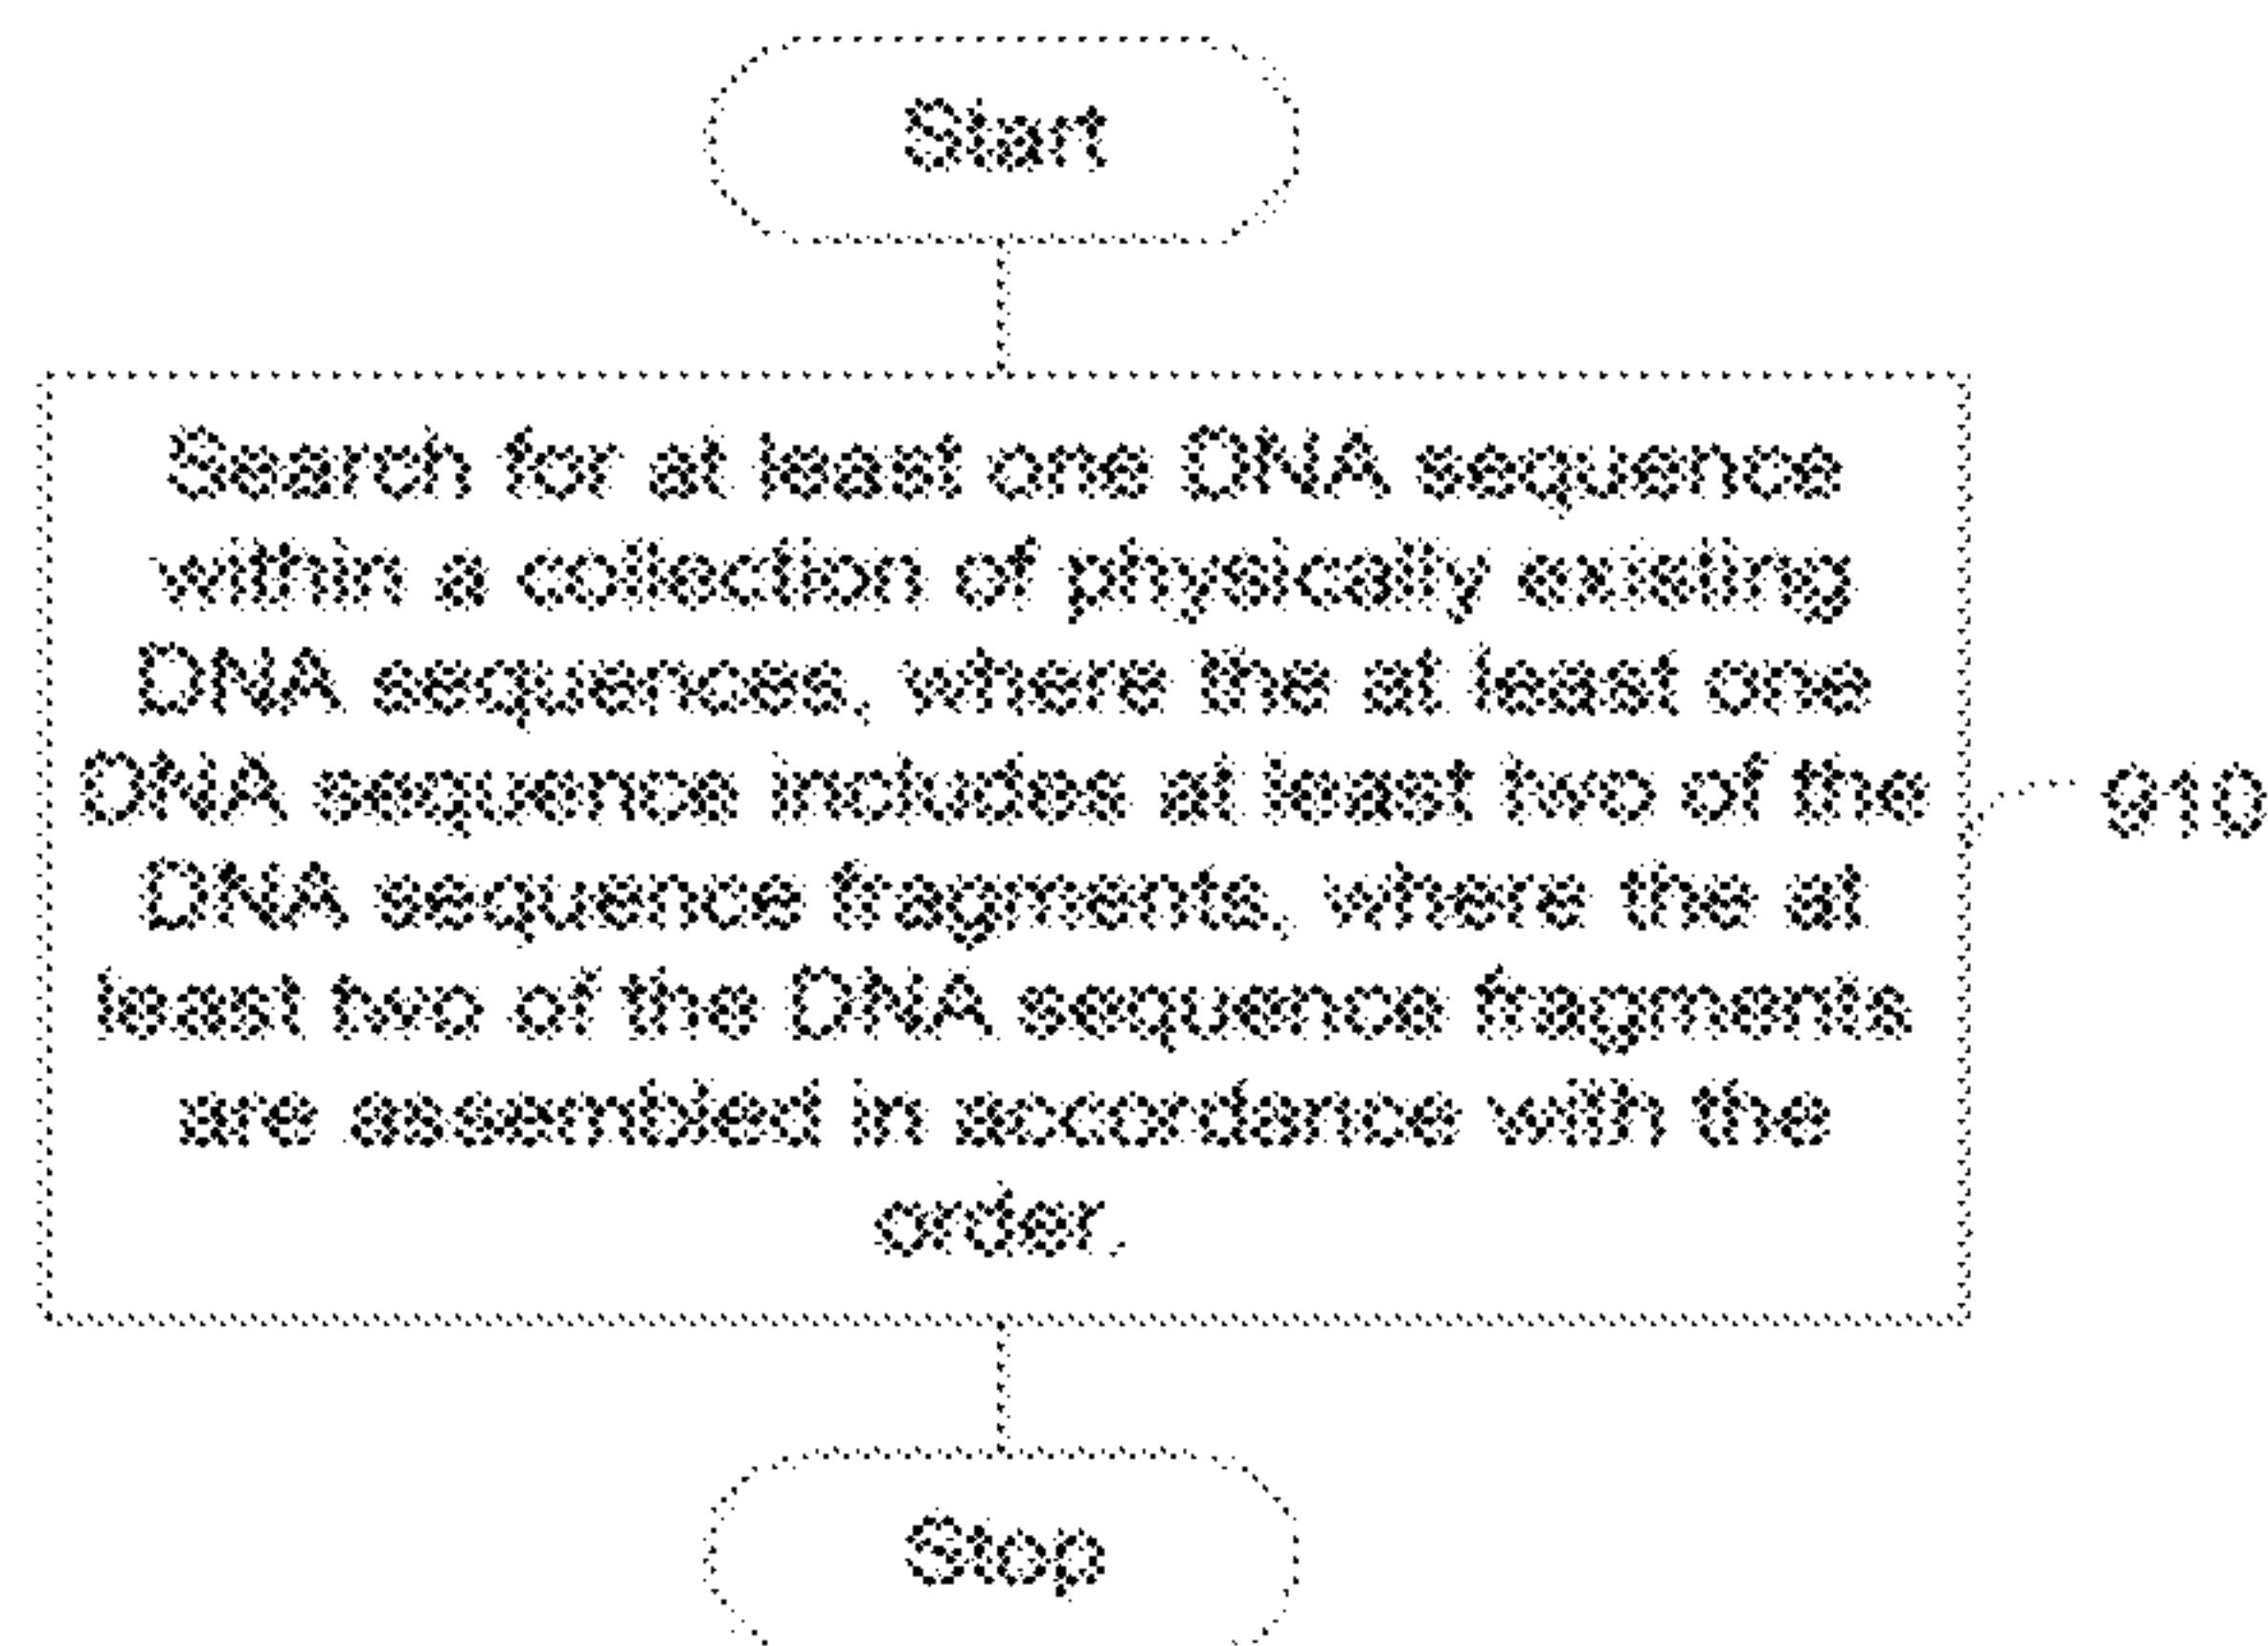 Start
Search for at least one DNA sequence
within a collection of physically existing
DNA sequences, where the at least one
DNA sequence includes at least two of the
DNA sequence fragments, where the at
least two of the DNA sequence fragments
are assembled in accordance with the
order.
910
Stop